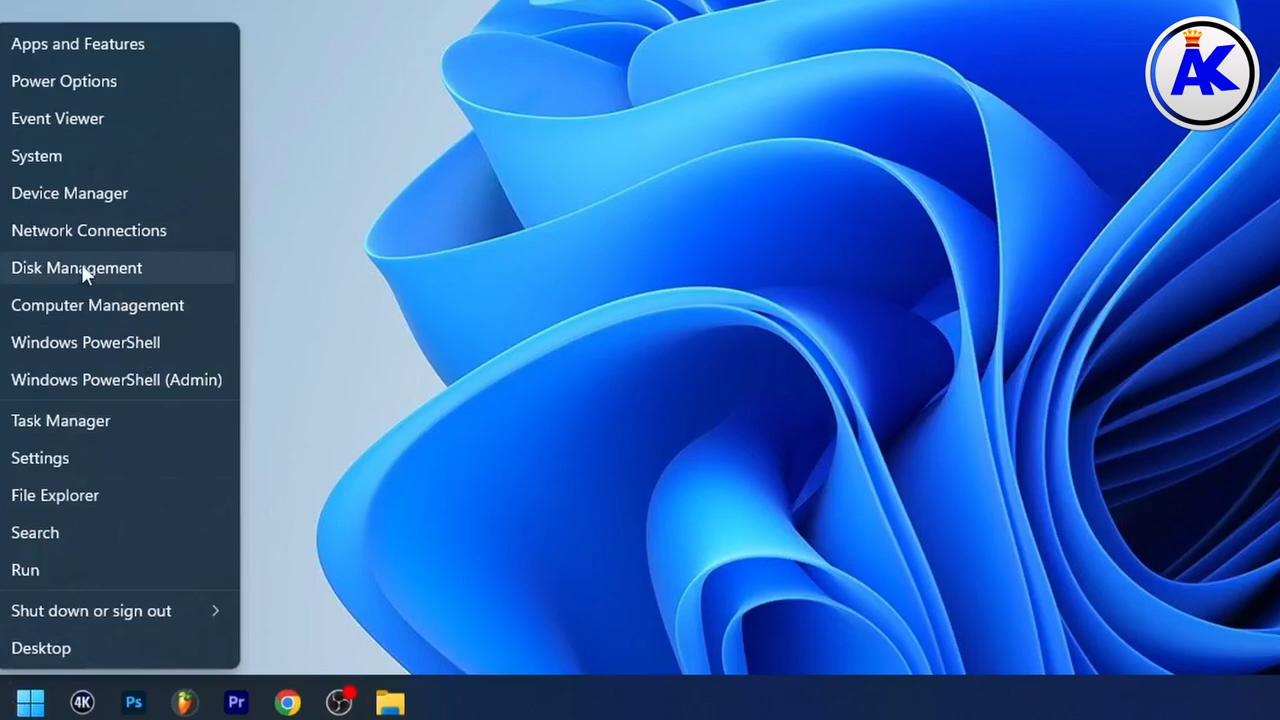 Apps and Features
Power Options
Event Viewer
System
Device Manager
Network Connections
Disk Management
Computer Management
Windows PowerShell
Windows PowerShell (Admin)
Task Manager
Settings
File Explorer
Search
Run
Shut down or sign out
Desktop
AK
4K
Ps
Pr